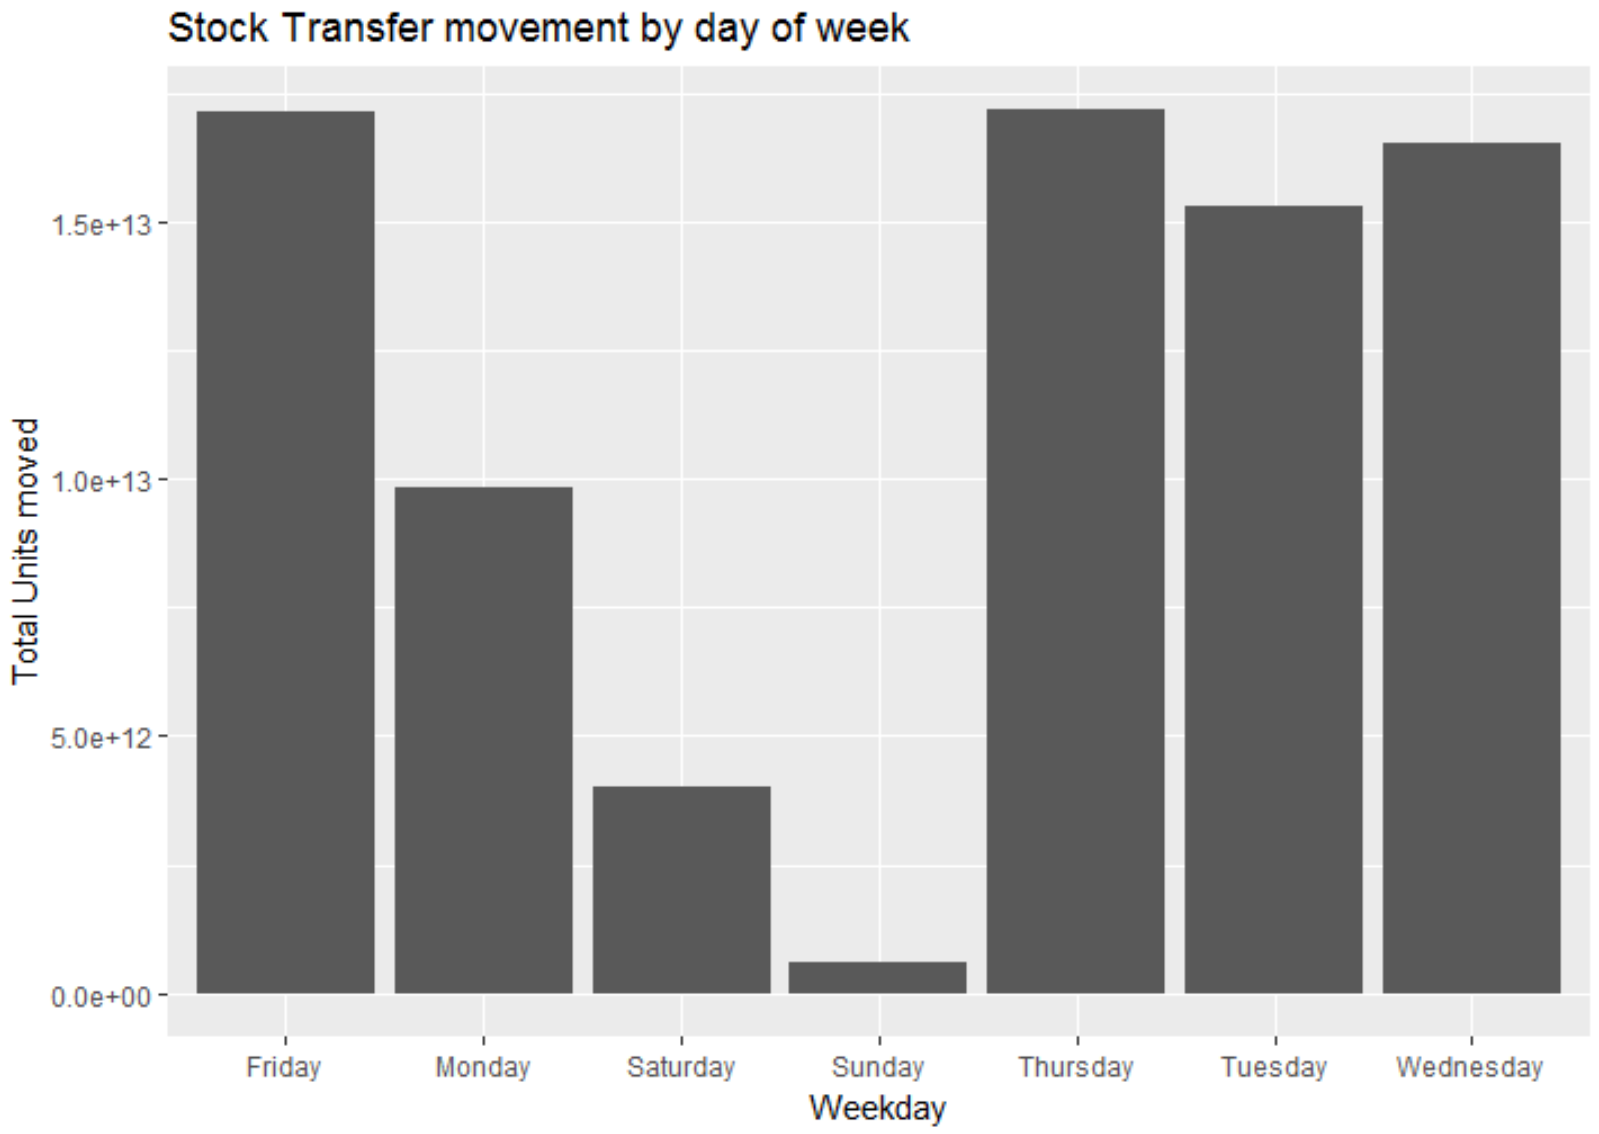 Stock Transfer movement by day of week
Total Units moved
1.5e+13
1.0e+13
5.0e+12
0.0e+00
Friday Monday Saturday Sunday Thursday Tuesday Wednesday
Weekday